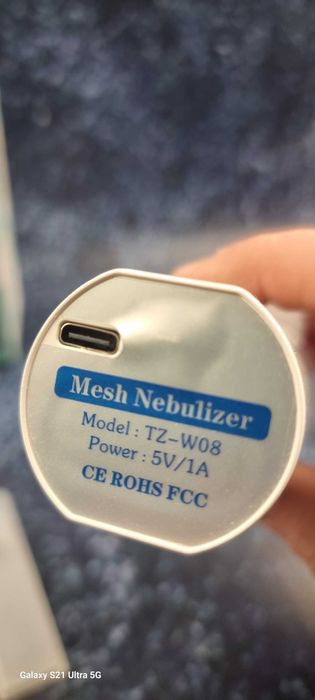 Mesh Nebulizer
Model : TZ-W08
Power : 5V/1A
CE ROHS FCC
Galaxy S21 Ultra 5G